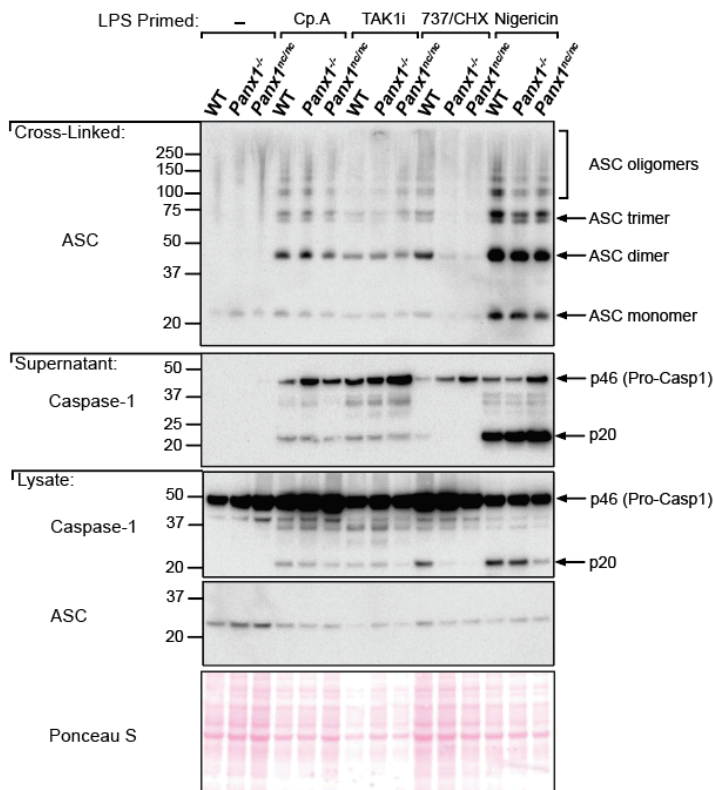 LPS Primed: – Cp.A TAK1i 737/CHX Nigericin
WT Panx1-/- Panx1nc/nc WT Panx1-/- Panx1nc/nc WT Panx1-/- Panx1nc/nc WT Panx1-/- Panx1nc/nc WT Panx1-/- Panx1nc/nc
Cross-Linked:
250
150
100
75
50
37
20
ASC
ASC oligomers
ASC trimer
ASC dimer
ASC monomer
Supernatant:
50
37
25
20
Caspase-1
p46 (Pro-Casp1)
p20
Lysate:
50
37
20
Caspase-1
p46 (Pro-Casp1)
p20
37
20
ASC
Ponceau S